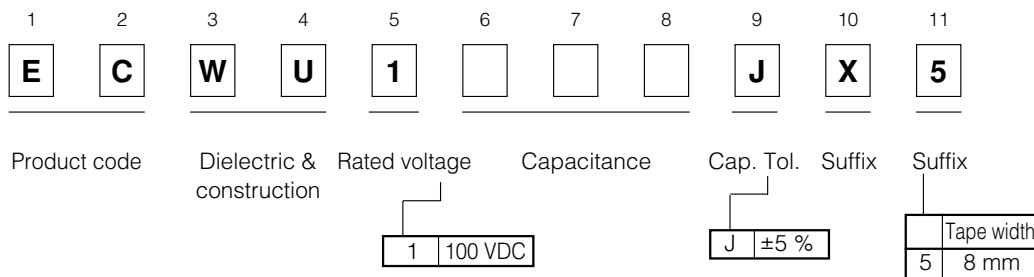 1 2 3 4 5 6 7 8 9 10 11
E C W U 1 J X 5
Product code Dielectric & Rated voltage Capacitance Cap. Tol. Suffix Suffix
construction
1 100 VDC
J ±5 %
Tape width
5 8 mm